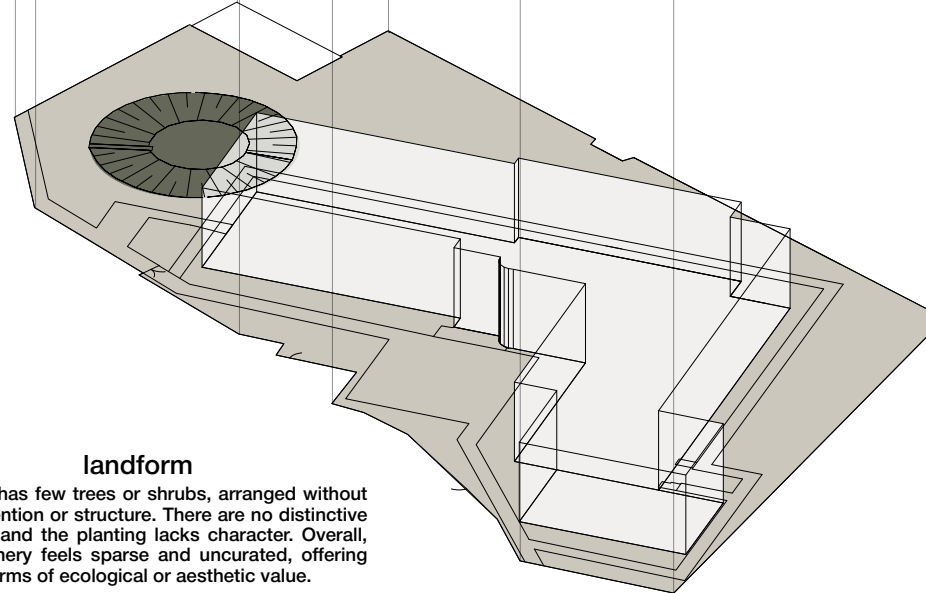 landform
has few trees or shrubs, arranged without
ention or structure. There are no distinctive
and the planting lacks character. Overall,
nery feels sparse and uncurated, offering
rms of ecological or aesthetic value.